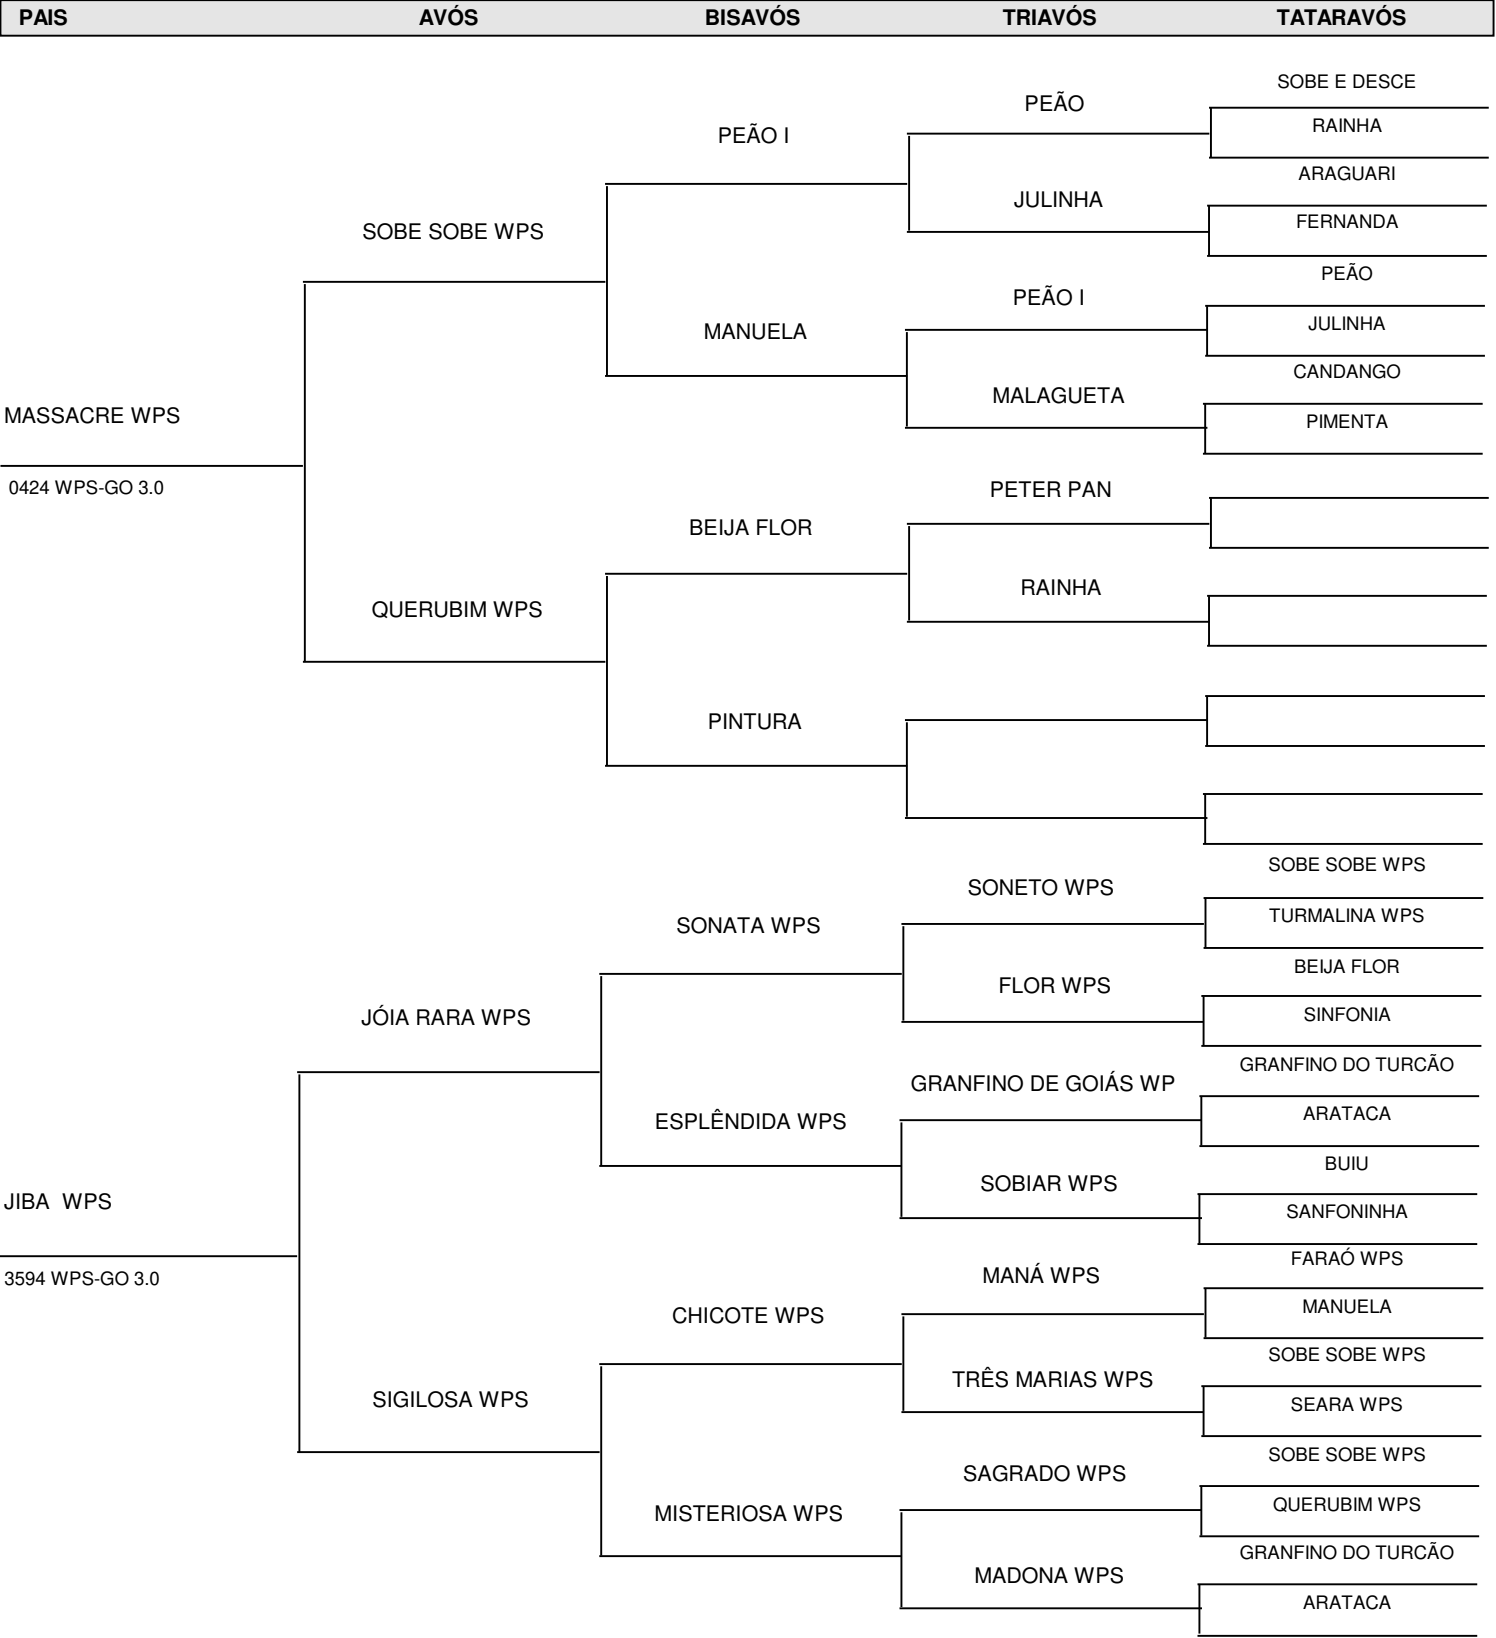 PAIS AVÓS BISAVÓS TRIAVÓS TATARAVÓS
SOBE E DESCE
PEÃO
RAINHA
PEÃO I
ARAGUARI
JULINHA
FERNANDA
SOBE SOBE WPS
PEÃO
PEÃO I
JULINHA
MANUELA
CANDANGO
MALAGUETA
MASSACRE WPS
PIMENTA
0424 WPS-GO 3.0
PETER PAN
BEIJA FLOR
RAINHA
QUERUBIM WPS
PINTURA
SOBE SOBE WPS
SONETO WPS
TURMALINA WPS
SONATA WPS
BEIJA FLOR
FLOR WPS
SINFONIA
JÓIA RARA WPS
GRANFINO DO TURCÃO
GRANFINO DE GOIÁS WP
ARATACA
ESPLÊNDIDA WPS
BUIU
SOBIAR WPS
JIBA WPS
SANFONINHA
FARAÓ WPS
3594 WPS-GO 3.0
MANÁ WPS
MANUELA
CHICOTE WPS
SOBE SOBE WPS
TRÊS MARIAS WPS
SIGILOSA WPS
SEARA WPS
SOBE SOBE WPS
SAGRADO WPS
QUERUBIM WPS
MISTERIOSA WPS
GRANFINO DO TURCÃO
MADONA WPS
ARATACA